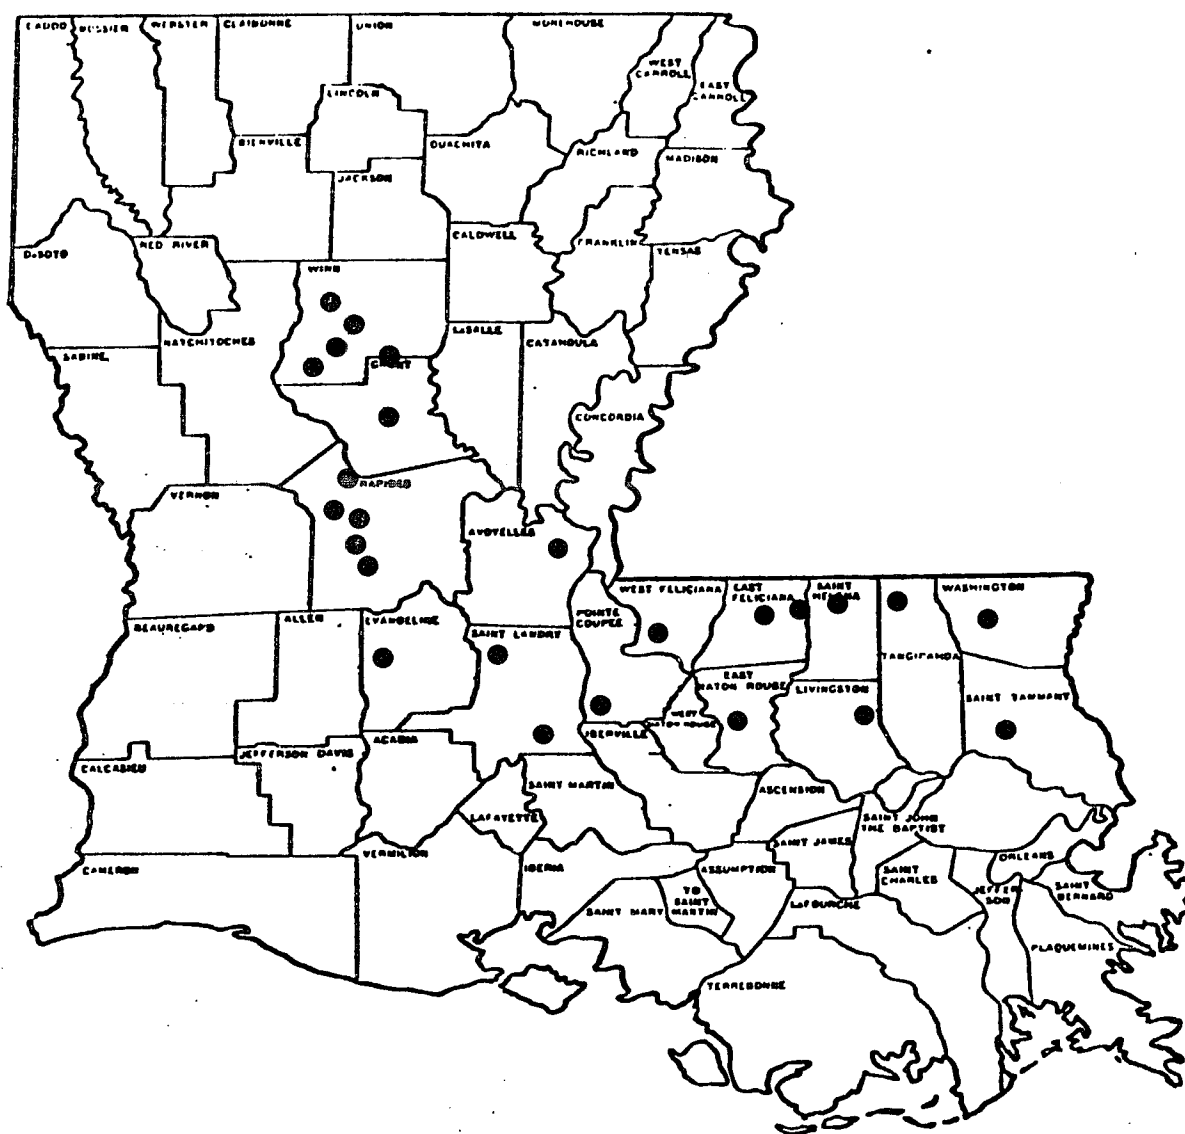 CADDO
BOSSIER
WEBSTER
CLAIBORNE
UNION
MOREHOUSE
WEST
CARROLL
EAST
CARROLL
LINCOLN
BIENVILLE
OUACHITA
RICHLAND
MADISON
JACKSON
CALDWELL
FRANKLIN
TENSAS
DeSOTO
RED RIVER
WINN
NATCHITOCHES
LaSALLE
CATAHOULA
SABINE
GRANT
CONCORDIA
RAPIDES
VERNON
AVOYELLES
WEST FELICIANA
EAST
FELICIANA
SAINT
HELENA
WASHINGTON
POINTE
COUPEE
BEAUREGARD
ALLEN
EVANGELINE
SAINT LANDRY
TANGIPAHOA
EAST
BATON ROUGE
LIVINGSTON
SAINT TAMMANY
WEST
BATON ROUGE
IBERVILLE
ACADIA
JEFFERSON DAVIS
CALCASIEU
SAINT MARTIN
ASCENSION
LAFAYETTE
SAINT JOHN
THE BAPTIST
SAINT JAMES
VERMILION
CAMERON
IBERIA
ASSUMPTION
SAINT
CHARLES
ORLEANS
TO
SAINT
MARTIN
SAINT MARY
LaFOURCHE
JEFFER
SON
SAINT
BERNARD
PLAQUEMINES
TERREBONNE